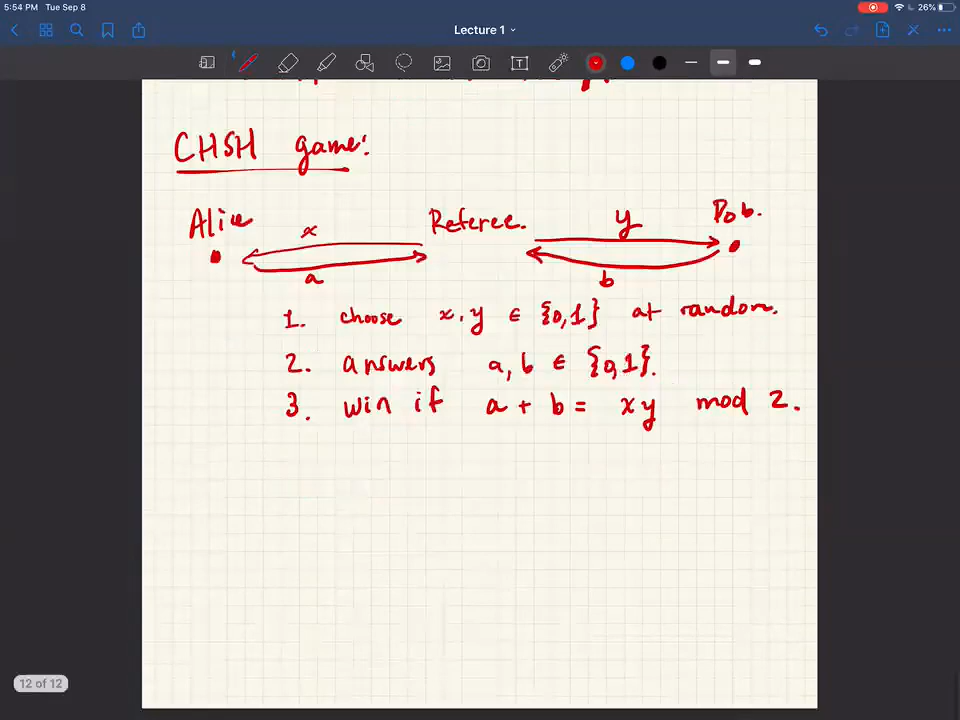 5:54 PM Tue Sep 8
26%
Lecture 1
CHSH game:
Alice x Referee. y Bob.
a b
1. choose x, y ∈ {0,1} at random.
2. answers a, b ∈ {0,1}.
3. win if a + b = xy mod 2.
12 of 12